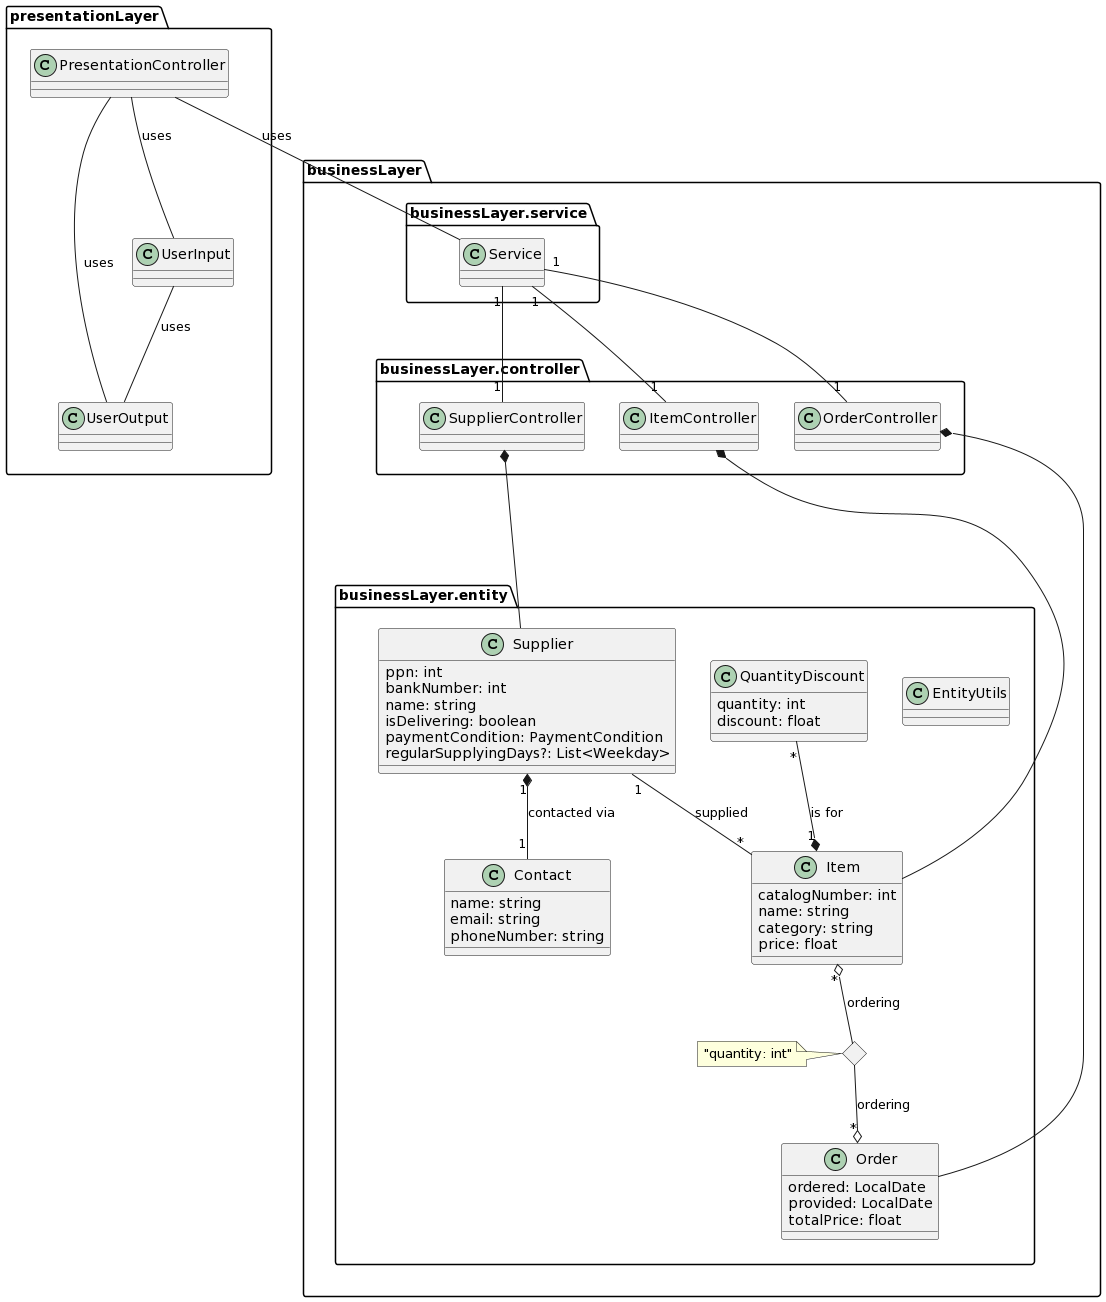 presentationLayer
C PresentationController
uses
uses
uses
businessLayer
businessLayer.service
C UserInput
C Service
1
uses
1
1
uses
businessLayer.controller
1
1
1
C UserOutput
C SupplierController
C ItemController
C OrderController
businessLayer.entity
C Supplier
ppn: int
bankNumber: int
name: string
isDelivering: boolean
paymentCondition: PaymentCondition
regularSupplyingDays?: List<Weekday>
C QuantityDiscount
quantity: int
discount: float
C EntityUtils
*
1
1
contacted via
supplied
is for
1
*
1
C Contact
name: string
email: string
phoneNumber: string
C Item
catalogNumber: int
name: string
category: string
price: float
*
ordering
"quantity: int"
ordering
*
C Order
ordered: LocalDate
provided: LocalDate
totalPrice: float